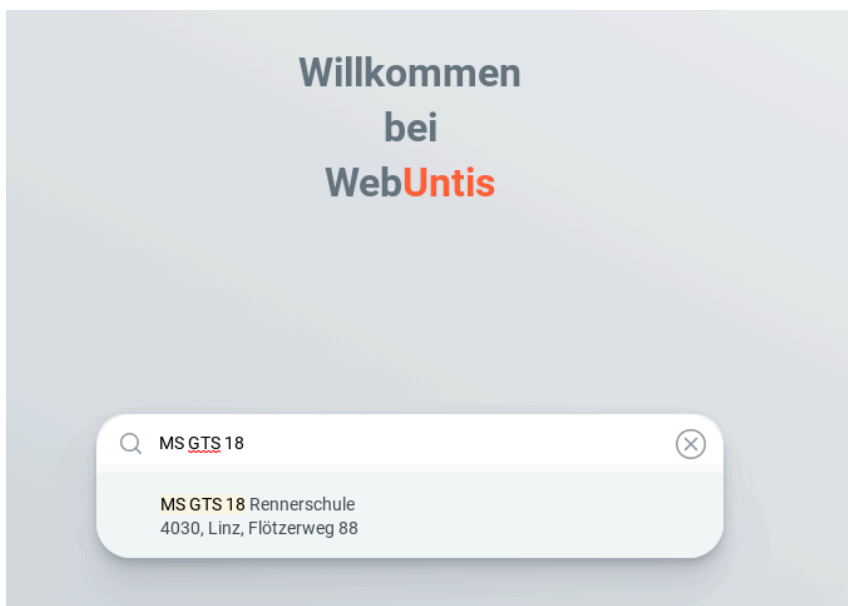 Willkommen
bei
WebUntis
MS GTS 18
MS GTS 18 Rennerschule
4030, Linz, Flötzerweg 88